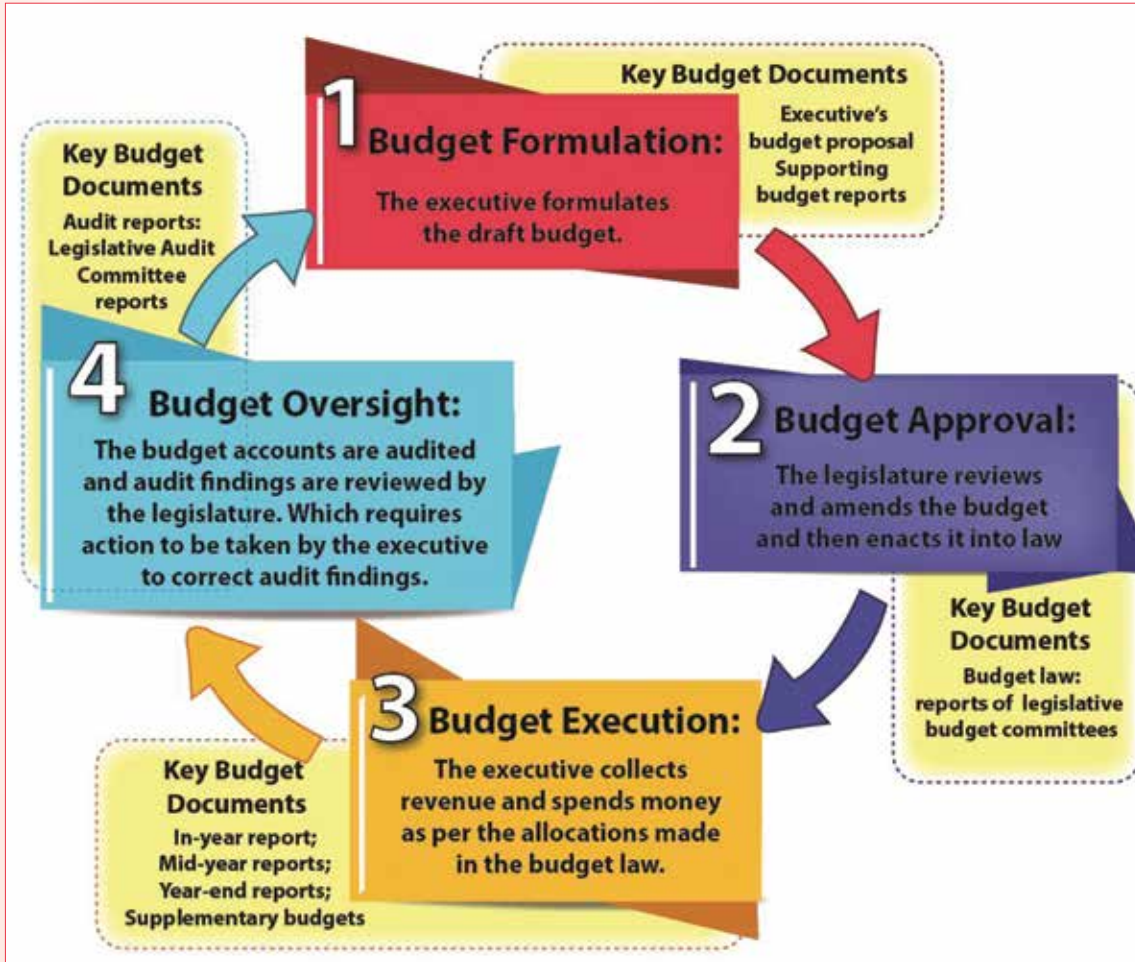 1
Budget Formulation:
The executive formulates
the draft budget.
Key Budget Documents
Executive's
budget proposal
Supporting
budget reports
2
Budget Approval:
The legislature reviews
and amends the budget
and then enacts it into law
Key Budget
Documents
Budget law:
reports of legislative
budget committees
3
Budget Execution:
The executive collects
revenue and spends money
as per the allocations made
in the budget law.
Key Budget
Documents
In-year report;
Mid-year reports;
Year-end reports;
Supplementary budgets
4
Budget Oversight:
The budget accounts are audited
and audit findings are reviewed by
the legislature. Which requires
action to be taken by the executive
to correct audit findings.
Key Budget
Documents
Audit reports:
Legislative Audit
Committee
reports